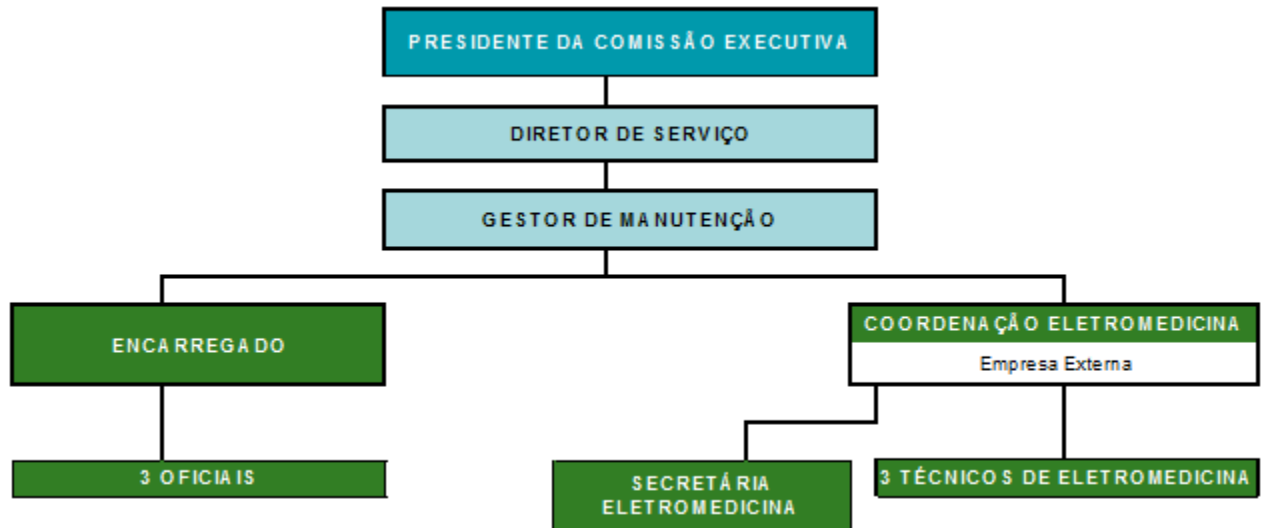 PRESIDENTE DA COMISSÃO EXECUTIVA
DIRETOR DE SERVIÇO
GESTOR DE MANUTENÇÃO
ENCARREGADO
COORDENAÇÃO ELETROMEDICINA
Empresa Externa
3 OFICIAIS
SECRETÁRIA
ELETROMEDICINA
3 TÉCNICOS DE ELETROMEDICINA